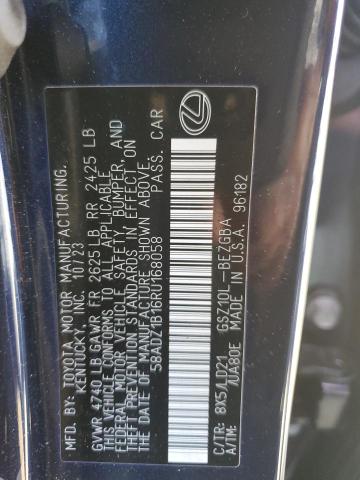 MFD. BY: TOYOTA MOTOR MANUFACTURING.
KENTUCKY, INC. 10/23
GVWR 4740 LB GAWR FR 2625LB RR 2425 LB
THIS VEHICLE CONFORMS TO ALL APPLICABLE
FEDERAL MOTOR VEHICLE SAFETY, BUMPER, AND
THEFT PREVENTION STANDARDS IN EFFECT ON
THE DATE OF MANUFACTURE SHOWN ABOVE.
58ADZ1B16RU168058 PASS. CAR
C/TR: 8X5/LD21 GSZ10L-BEZGBA
A/TM: /UA80E MADE IN U.S.A. 96182